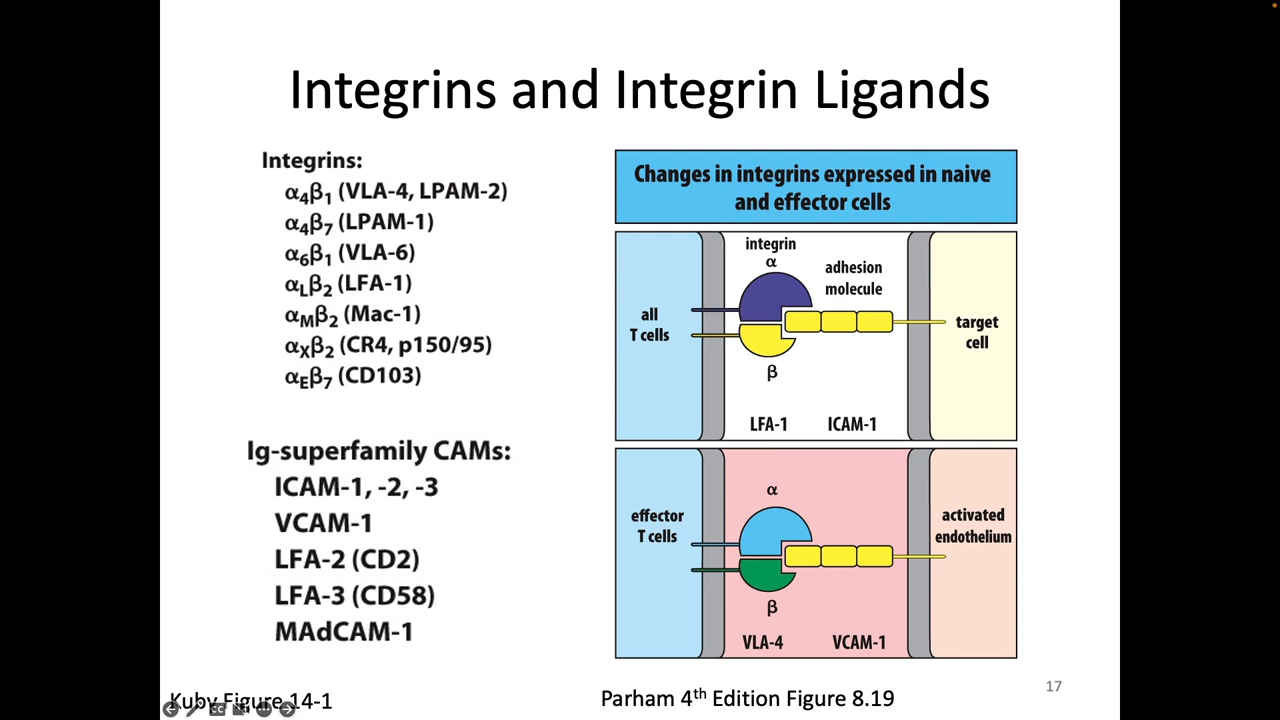 Integrins and Integrin Ligands
Integrins:
α4β1 (VLA-4, LPAM-2)
α4β7 (LPAM-1)
α6β1 (VLA-6)
αLβ2 (LFA-1)
αMβ2 (Mac-1)
αXβ2 (CR4, p150/95)
αEβ7 (CD103)
Ig-superfamily CAMs:
ICAM-1, -2, -3
VCAM-1
LFA-2 (CD2)
LFA-3 (CD58)
MAdCAM-1
Kuby Figure 14-1
Changes in integrins expressed in naive
and effector cells
integrin
α
adhesion
molecule
all
T cells
target
cell
β
LFA-1
ICAM-1
α
effector
T cells
activated
endothelium
β
VLA-4
VCAM-1
Parham 4th Edition Figure 8.19
17